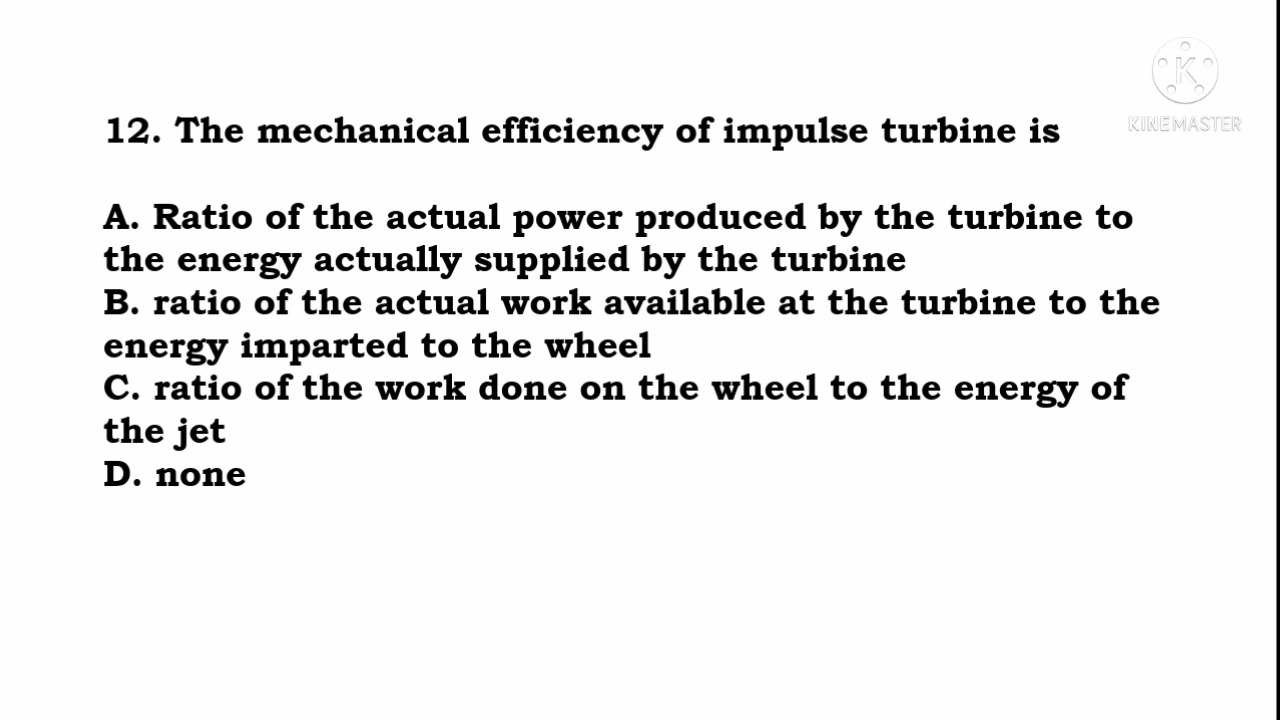 K
KINEMASTER
12. The mechanical efficiency of impulse turbine is
A. Ratio of the actual power produced by the turbine to
the energy actually supplied by the turbine
B. ratio of the actual work available at the turbine to the
energy imparted to the wheel
C. ratio of the work done on the wheel to the energy of
the jet
D. none